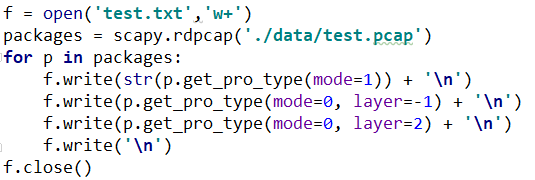 f = open('test.txt','w+')
packages = scapy.rdpcap('./data/test.pcap')
for p in packages:
    f.write(str(p.get_pro_type(mode=1)) + '\n')
    f.write(p.get_pro_type(mode=0, layer=-1) + '\n')
    f.write(p.get_pro_type(mode=0, layer=2) + '\n')
    f.write('\n')
f.close()